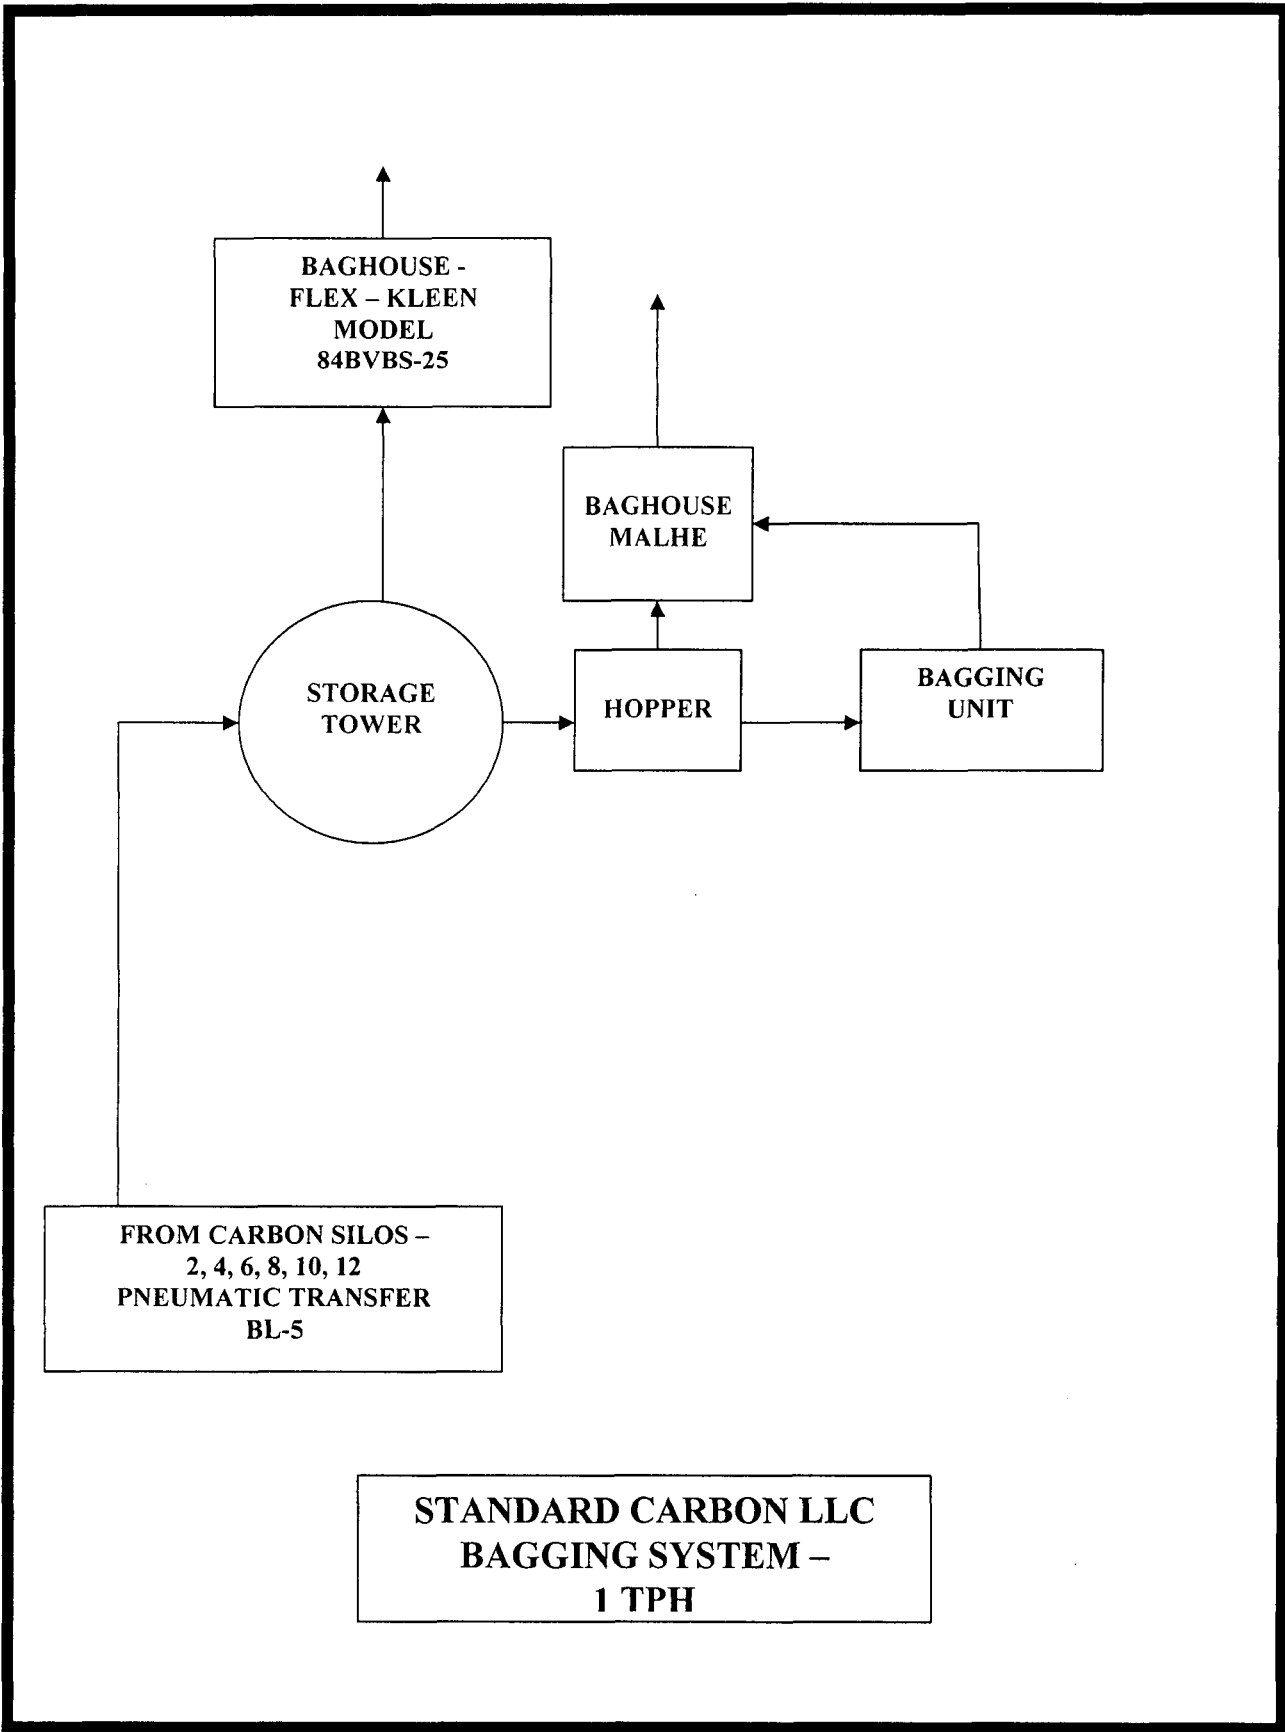 BAGHOUSE -
FLEX – KLEEN
MODEL
84BVBS-25
BAGHOUSE
MALHE
STORAGE
TOWER
HOPPER
BAGGING
UNIT
FROM CARBON SILOS –
2, 4, 6, 8, 10, 12
PNEUMATIC TRANSFER
BL-5
STANDARD CARBON LLC
BAGGING SYSTEM –
1 TPH